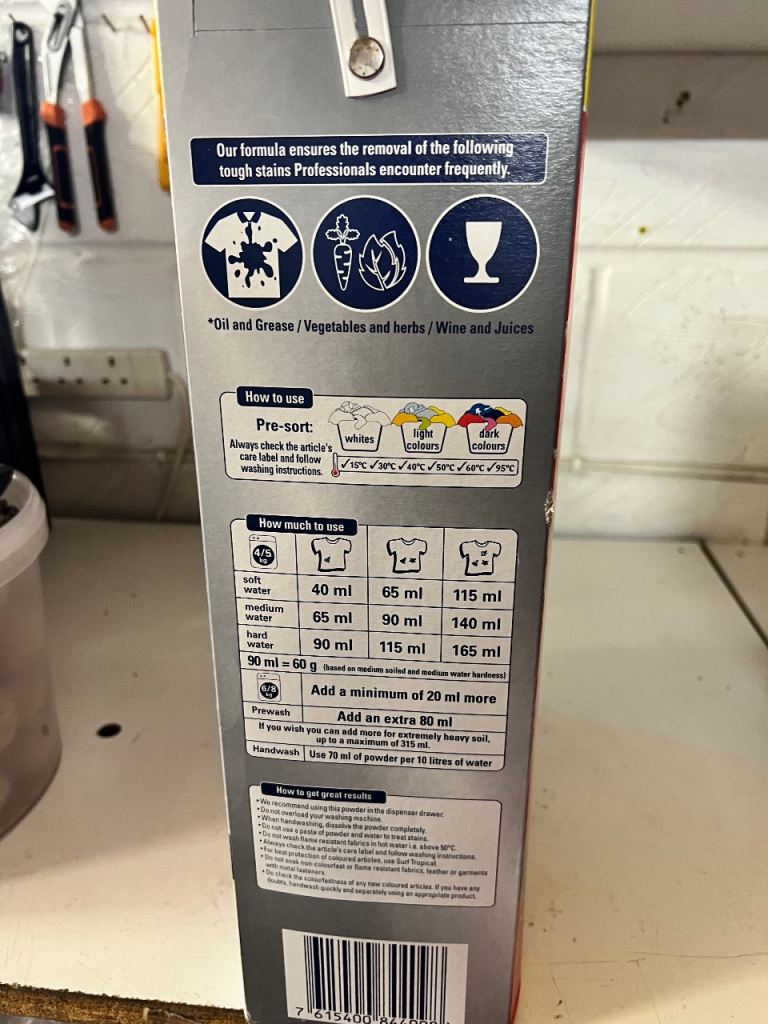 Our formula ensures the removal of the following
tough stains Professionals encounter frequently.
*Oil and Grease / Vegetables and herbs / Wine and Juices
How to use
Pre-sort:
whites
light
colours
dark
colours
Always check the article's
care label and follow
washing instructions.
✓15°C ✓30°C ✓40°C ✓50°C ✓60°C ✓95°C
How much to use
4/5
kg
soft
water
40 ml 65 ml 115 ml
medium
water
65 ml 90 ml 140 ml
hard
water
90 ml 115 ml 165 ml
90 ml = 60 g (based on medium soiled and medium water hardness)
6/8
kg
Add a minimum of 20 ml more
Prewash Add an extra 80 ml
If you wish you can add more for extremely heavy soil,
up to a maximum of 315 ml.
Handwash Use 70 ml of powder per 10 litres of water
How to get great results
• We recommend using this powder in the dispenser drawer.
• Do not overload your washing machine.
• When handwashing, dissolve the powder completely.
• Do not use a paste of powder and water to treat stains.
• Do not wash flame resistant fabrics in hot water i.e. above 50°C.
• Always check the article's care label and follow washing instructions.
• For best protection of coloured articles, use Surf Tropical.
• Do not soak non-colourfast or flame resistant fabrics, leather or garments
with metal fasteners.
• Do check the colourfastness of any new coloured articles. If you have any
doubts, handwash quickly and separately using an appropriate product.
7 615400